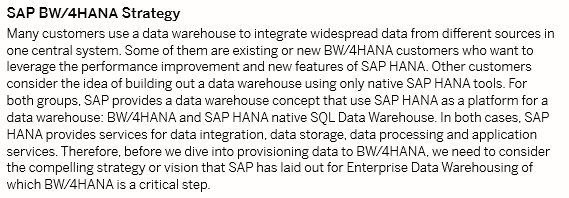 SAP BW/4HANA Strategy
Many customers use a data warehouse to integrate widespread data from different sources in
one central system. Some of them are existing or new BW/4HANA customers who want to
leverage the performance improvement and new features of SAP HANA. Other customers
consider the idea of building out a data warehouse using only native SAP HANA tools. For
both groups, SAP provides a data warehouse concept that use SAP HANA as a platform for a
data warehouse: BW/4HANA and SAP HANA native SQL Data Warehouse. In both cases, SAP
HANA provides services for data integration, data storage, data processing and application
services. Therefore, before we dive into provisioning data to BW/4HANA, we need to consider
the compelling strategy or vision that SAP has laid out for Enterprise Data Warehousing of
which BW/4HANA is a critical step.